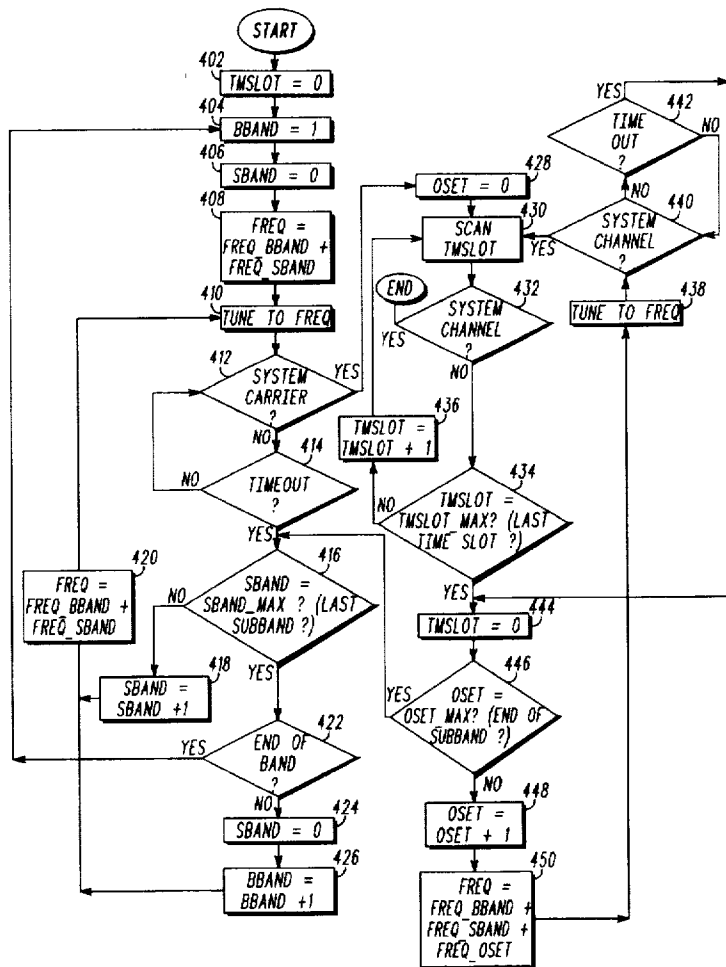 START
402
TMSLOT = 0
404
BBAND = 1
406
SBAND = 0
408
FREQ =
FREQ_BBAND +
FREQ_SBAND
410
TUNE TO FREQ
412
SYSTEM
CARRIER
?
YES
NO
414
TIMEOUT
?
NO
YES
416
SBAND =
SBAND_MAX ? (LAST
SUBBAND ?)
NO
YES
418
SBAND =
SBAND +1
420
FREQ =
FREQ_BBAND +
FREQ_SBAND
422
END OF
BAND
?
YES
NO
424
SBAND = 0
426
BBAND =
BBAND +1
428
OSET = 0
430
SCAN
TMSLOT
END
432
SYSTEM
CHANNEL
?
YES
NO
436
TMSLOT =
TMSLOT + 1
434
TMSLOT =
TMSLOT_MAX? (LAST
TIME SLOT ?)
NO
YES
TMSLOT = 0
444
446
OSET =
OSET MAX? (END OF
SUBBAND ?)
YES
NO
448
OSET =
OSET + 1
450
FREQ =
FREQ_BBAND +
FREQ_SBAND +
FREQ_OSET
438
TUNE TO FREQ
440
SYSTEM
CHANNEL
?
YES
NO
442
TIME
OUT
?
YES
NO